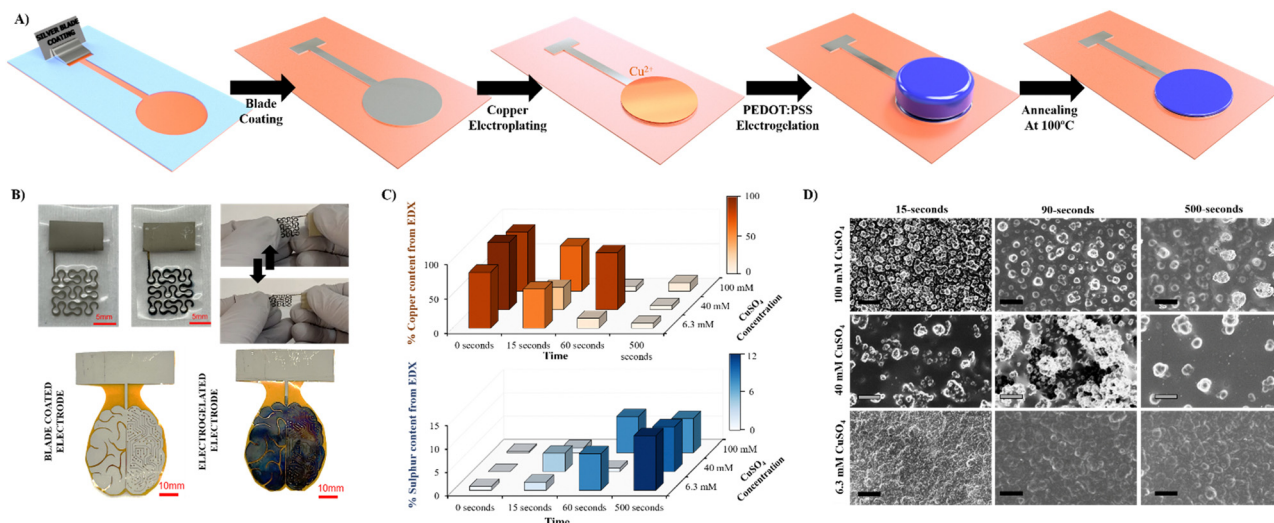 A)
SILVER BLADE
COATING
Blade
Coating
Copper
Electroplating
Cu²⁺
PEDOT:PSS
Electrogelation
Annealing
At 100°C
B)
5mm
5mm
BLADE COATED
ELECTRODE
10mm
ELECTROGELATED
ELECTRODE
10mm
C)
% Copper content from EDX
100
50
0
0 seconds
15 seconds
60 seconds
500
seconds
Time
6.3 mM
40 mM
100 mM
CuSO₄
Concentration
100
50
0
% Sulphur content from EDX
15
10
5
0
0 seconds
15 seconds
60 seconds
500 seconds
Time
6.3 mM
40 mM
100 mM
CuSO₄
Concentration
12
6
0
D)
15-seconds
90-seconds
500-seconds
100 mM CuSO₄
40 mM CuSO₄
6.3 mM CuSO₄